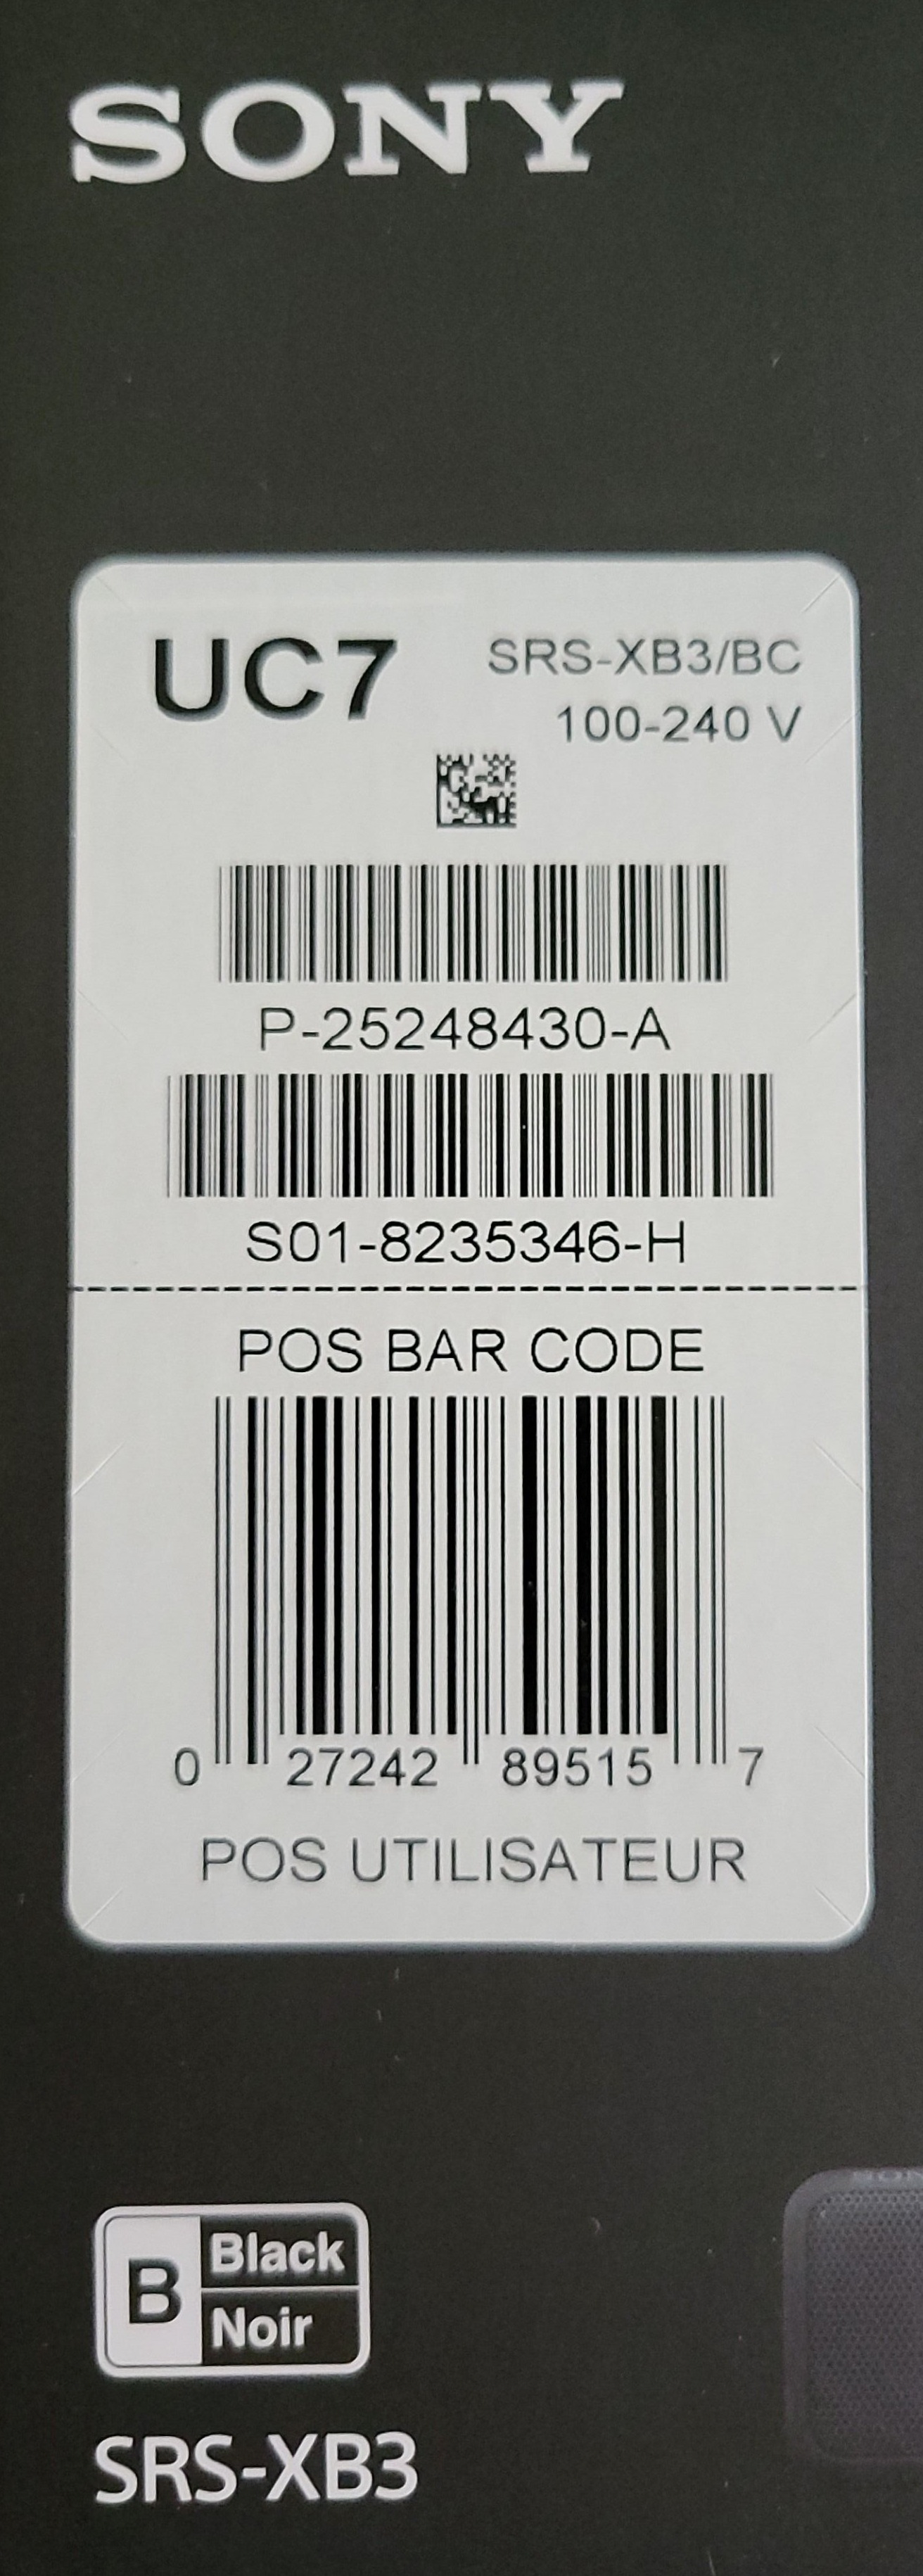 SONY
UC7
SRS-XB3/BC
100-240 V
P-25248430-A
S01-8235346-H
POS BAR CODE
0 27242 89515 7
POS UTILISATEUR
B
Black
Noir
SRS-XB3